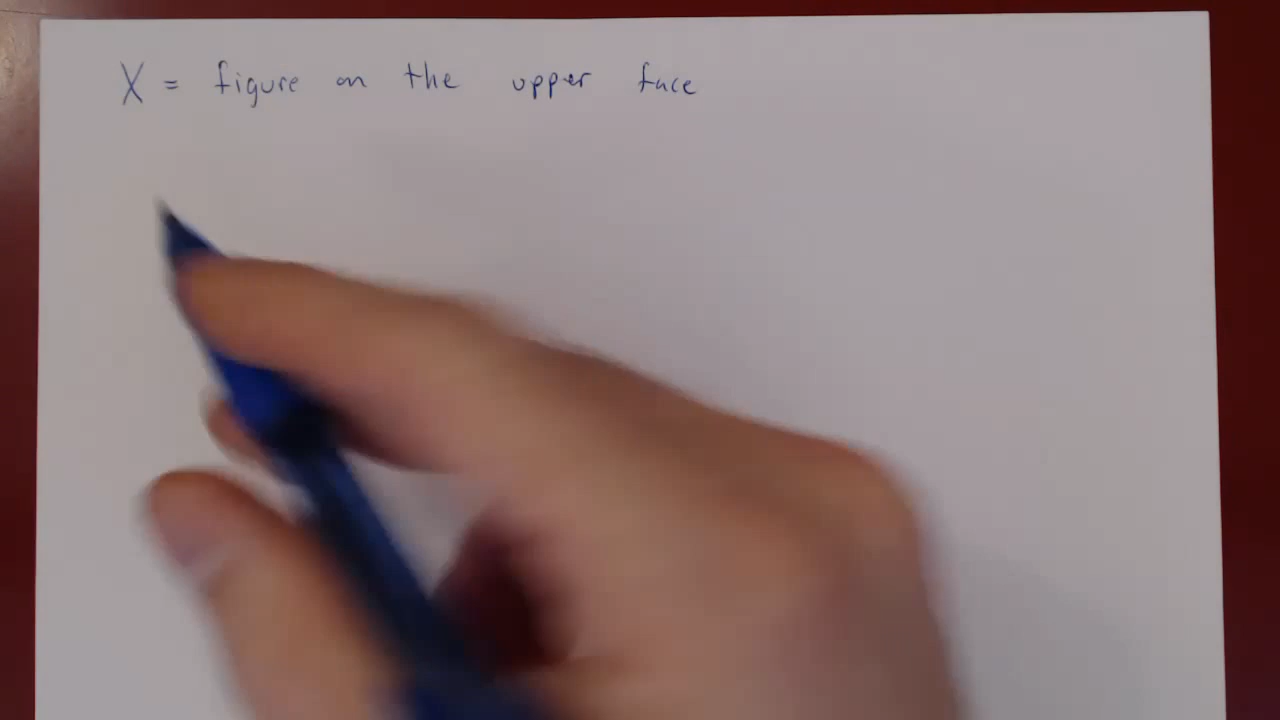 X = figure on the upper face